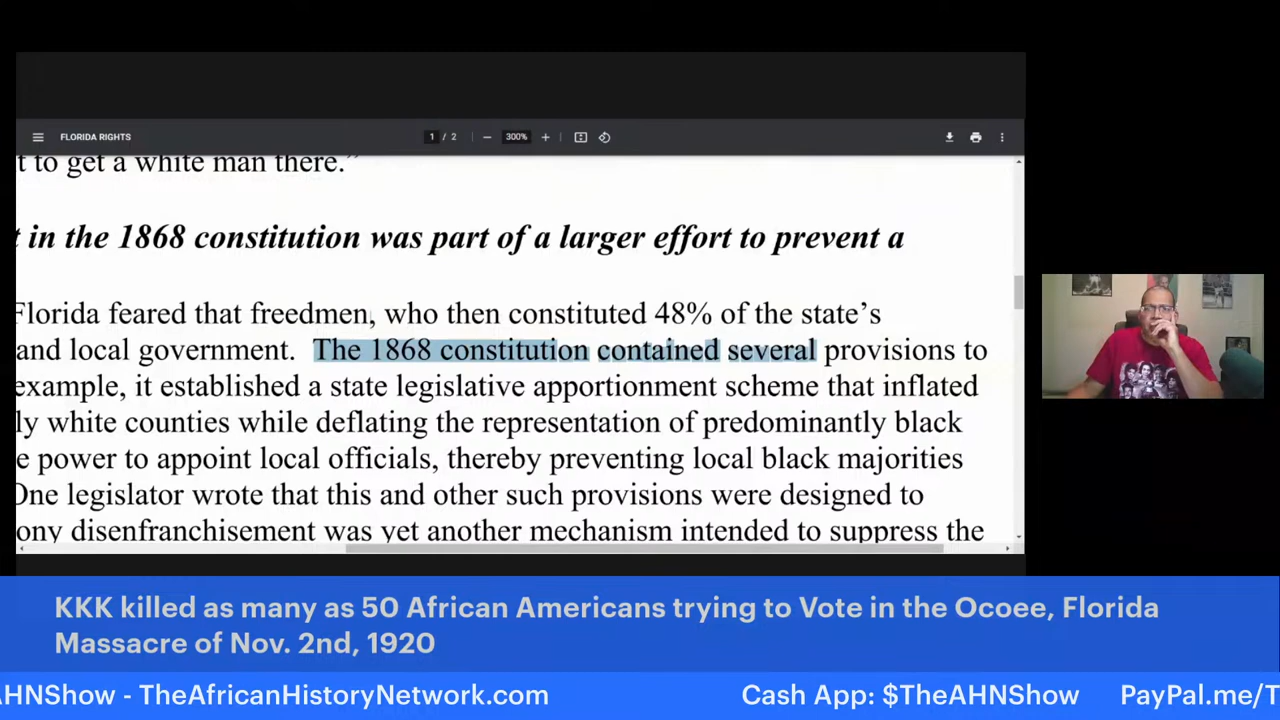 FLORIDA RIGHTS
1 / 2
300%
t to get a white man there.”
t in the 1868 constitution was part of a larger effort to prevent a
Florida feared that freedmen, who then constituted 48% of the state’s
and local government. The 1868 constitution contained several provisions to
example, it established a state legislative apportionment scheme that inflated
ly white counties while deflating the representation of predominantly black
e power to appoint local officials, thereby preventing local black majorities
One legislator wrote that this and other such provisions were designed to
ony disenfranchisement was yet another mechanism intended to suppress the
KKK killed as many as 50 African Americans trying to Vote in the Ocoee, Florida
Massacre of Nov. 2nd, 1920
AHNShow - TheAfricanHistoryNetwork.com Cash App: $TheAHNShow PayPal.me/T